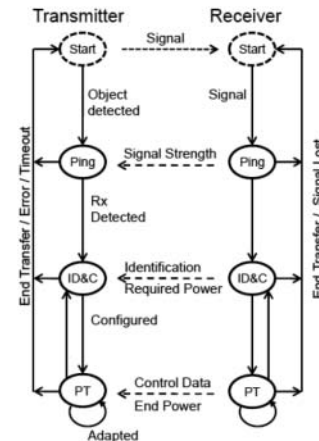 Transmitter Receiver
Start Signal Start
Object
detected
Signal
Ping Signal Strength Ping
Rx
Detected
ID&C Identification ID&C
Required Power
Configured
PT Control Data PT
End Power
Adapted
End Transfer / Error / Timeout
End Transfer / Signal Lost